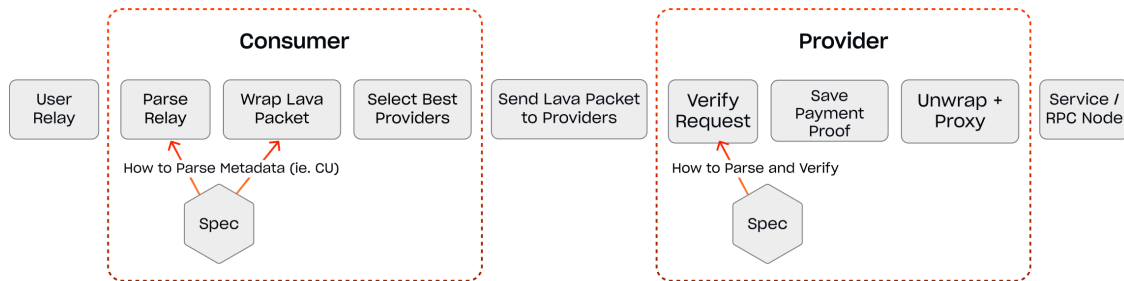 Consumer
Provider
User
Relay
Parse
Relay
Wrap Lava
Packet
Select Best
Providers
Send Lava Packet
to Providers
Verify
Request
Save
Payment
Proof
Unwrap +
Proxy
Service /
RPC Node
How to Parse Metadata (ie. CU)
How to Parse and Verify
Spec
Spec